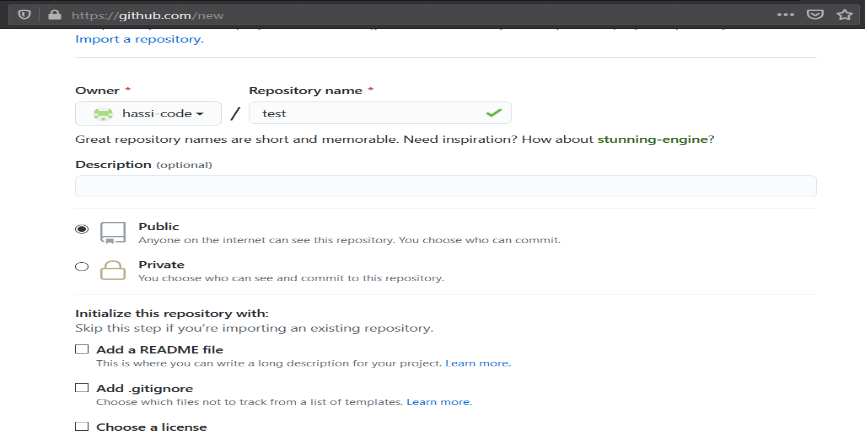 https://github.com/new
Import a repository.
Owner *
Repository name *
hassi-code
/
test
Great repository names are short and memorable. Need inspiration? How about stunning-engine?
Description (optional)
Public
Anyone on the internet can see this repository. You choose who can commit.
Private
You choose who can see and commit to this repository.
Initialize this repository with:
Skip this step if you're importing an existing repository.
Add a README file
This is where you can write a long description for your project. Learn more.
Add .gitignore
Choose which files not to track from a list of templates. Learn more.
Choose a license